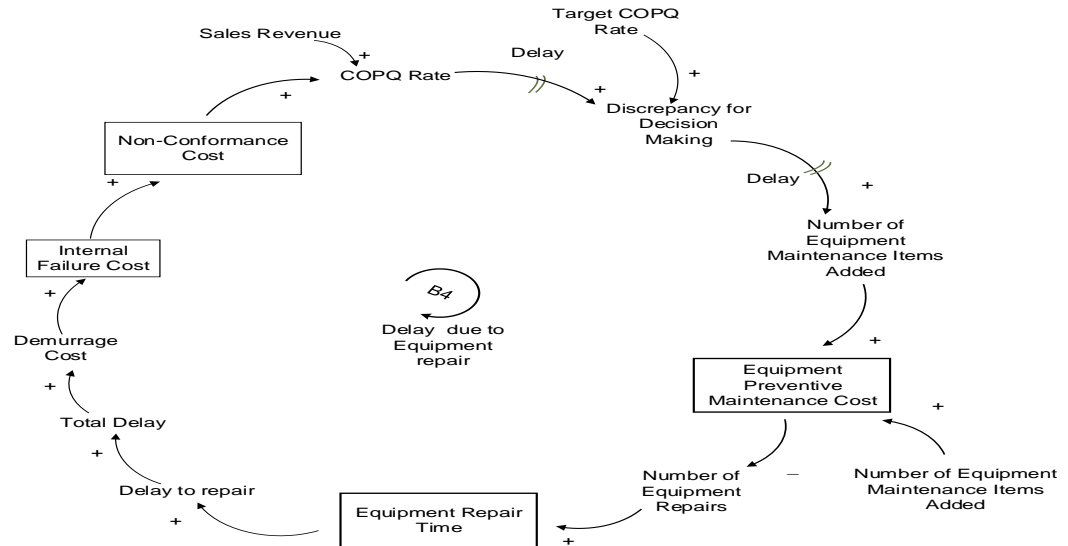 Target COPQ
Rate
Sales Revenue
+
Delay
COPQ Rate
+
+
+
Discrepancy for
Decision
Making
Non-Conformance
Cost
Delay
+
+
Number of
Equipment
Maintenance Items
Added
Internal
Failure Cost
+
B4
Delay due to
Equipment
repair
Demurrage
Cost
+
+
Equipment
Preventive
Maintenance Cost
+
Total Delay
+
Number of
Equipment
Repairs
–
Number of Equipment
Maintenance Items
Added
Delay to repair
+
Equipment Repair
Time
+